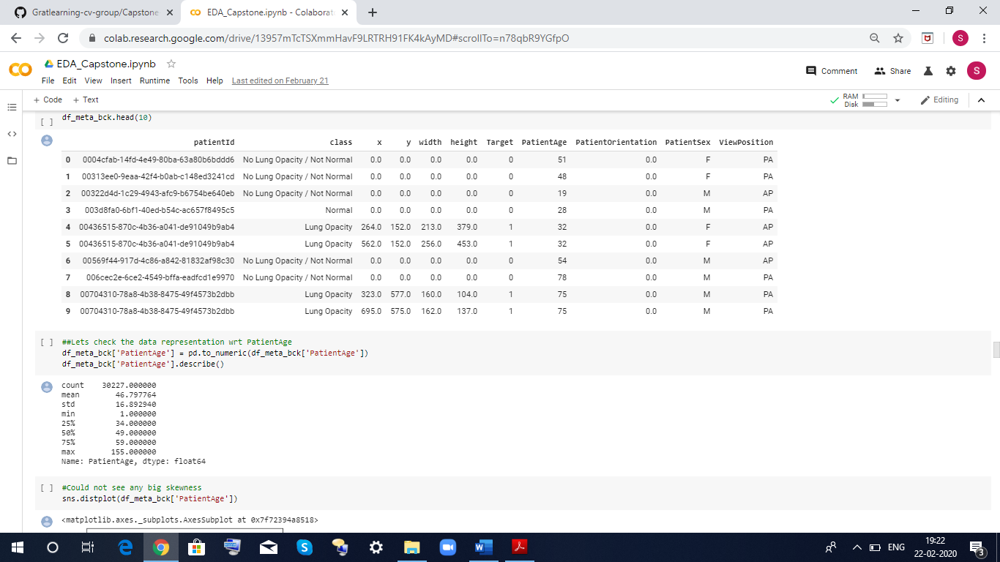 Gratlearning-cv-group/Capstone
EDA_Capstone.ipynb - Colaborat
colab.research.google.com/drive/13957mTcTSXmmHavF9LRTRH91FK4kAyMD#scrollTo=n78qbR9YGfpO
S
EDA_Capstone.ipynb
File Edit View Insert Runtime Tools Help Last edited on February 21
Comment Share S
+ Code + Text
RAM
Disk
Editing
[ ] df_meta_bck.head(10)
patientId class x y width height Target PatientAge PatientOrientation PatientSex ViewPosition
0 0004cfab-14fd-4e49-80ba-63a80b6bddd6 No Lung Opacity / Not Normal 0.0 0.0 0.0 0.0 0 51 0.0 F PA
1 00313ee0-9eaa-42f4-b0ab-c148ed3241cd No Lung Opacity / Not Normal 0.0 0.0 0.0 0.0 0 48 0.0 F PA
2 00322d4d-1c29-4943-afc9-b6754be640eb No Lung Opacity / Not Normal 0.0 0.0 0.0 0.0 0 19 0.0 M AP
3 003d8fa0-6bf1-40ed-b54c-ac657f8495c5 Normal 0.0 0.0 0.0 0.0 0 28 0.0 M PA
4 00436515-870c-4b36-a041-de91049b9ab4 Lung Opacity 264.0 152.0 213.0 379.0 1 32 0.0 F AP
5 00436515-870c-4b36-a041-de91049b9ab4 Lung Opacity 562.0 152.0 256.0 453.0 1 32 0.0 F AP
6 00569f44-917d-4c86-a842-81832af98c30 No Lung Opacity / Not Normal 0.0 0.0 0.0 0.0 0 54 0.0 M AP
7 006cec2e-6ce2-4549-bffa-eadfcd1e9970 No Lung Opacity / Not Normal 0.0 0.0 0.0 0.0 0 78 0.0 M PA
8 00704310-78a8-4b38-8475-49f4573b2dbb Lung Opacity 323.0 577.0 160.0 104.0 1 75 0.0 M PA
9 00704310-78a8-4b38-8475-49f4573b2dbb Lung Opacity 695.0 575.0 162.0 137.0 1 75 0.0 M PA
[ ] ##Lets check the data representation wrt PatientAge
df_meta_bck['PatientAge'] = pd.to_numeric(df_meta_bck['PatientAge'])
df_meta_bck['PatientAge'].describe()
count 30227.000000
mean 46.797764
std 16.892940
min 1.000000
25% 34.000000
50% 49.000000
75% 59.000000
max 155.000000
Name: PatientAge, dtype: float64
[ ] #Could not see any big skewness
sns.distplot(df_meta_bck['PatientAge'])
<matplotlib.axes._subplots.AxesSubplot at 0x7f72394a8518>
ENG
19:22
22-02-2020
3